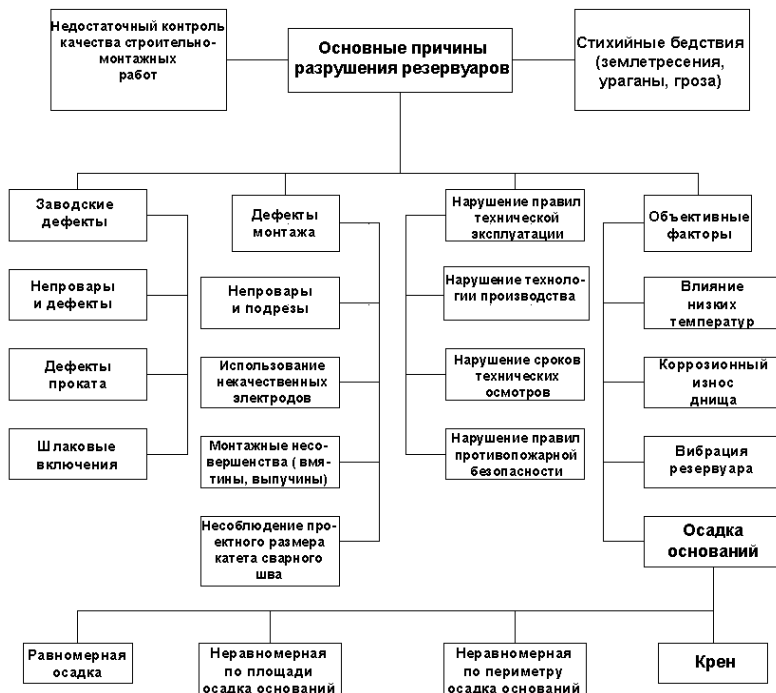 Недостаточный контроль
качества строительно-
монтажных
работ
Основные причины
разрушения резервуаров
Стихийные бедствия
(землетресения,
ураганы, гроза)
Заводские
дефекты
Непровары
и дефекты
Дефекты
проката
Шлаковые
включения
Дефекты
монтажа
Непровары
и подрезы
Использование
некачественных
электродов
Монтажные несо-
вершенства ( вмя-
тины, выпучины)
Несоблюдение про-
ектного размера
катета сварного
шва
Нарушение правил
технической
эксплуатации
Нарушение техноло-
гии производства
Нарушение сроков
технических
осмотров
Нарушение правил
противопожарной
безопасности
Объективные
факторы
Влияние
низких
температур
Коррозионный
износ
днища
Вибрация
резервуара
Осадка
оснований
Равномерная
осадка
Неравномерная
по площади
осадка оснований
Неравномерная
по периметру
осадка оснований
Крен